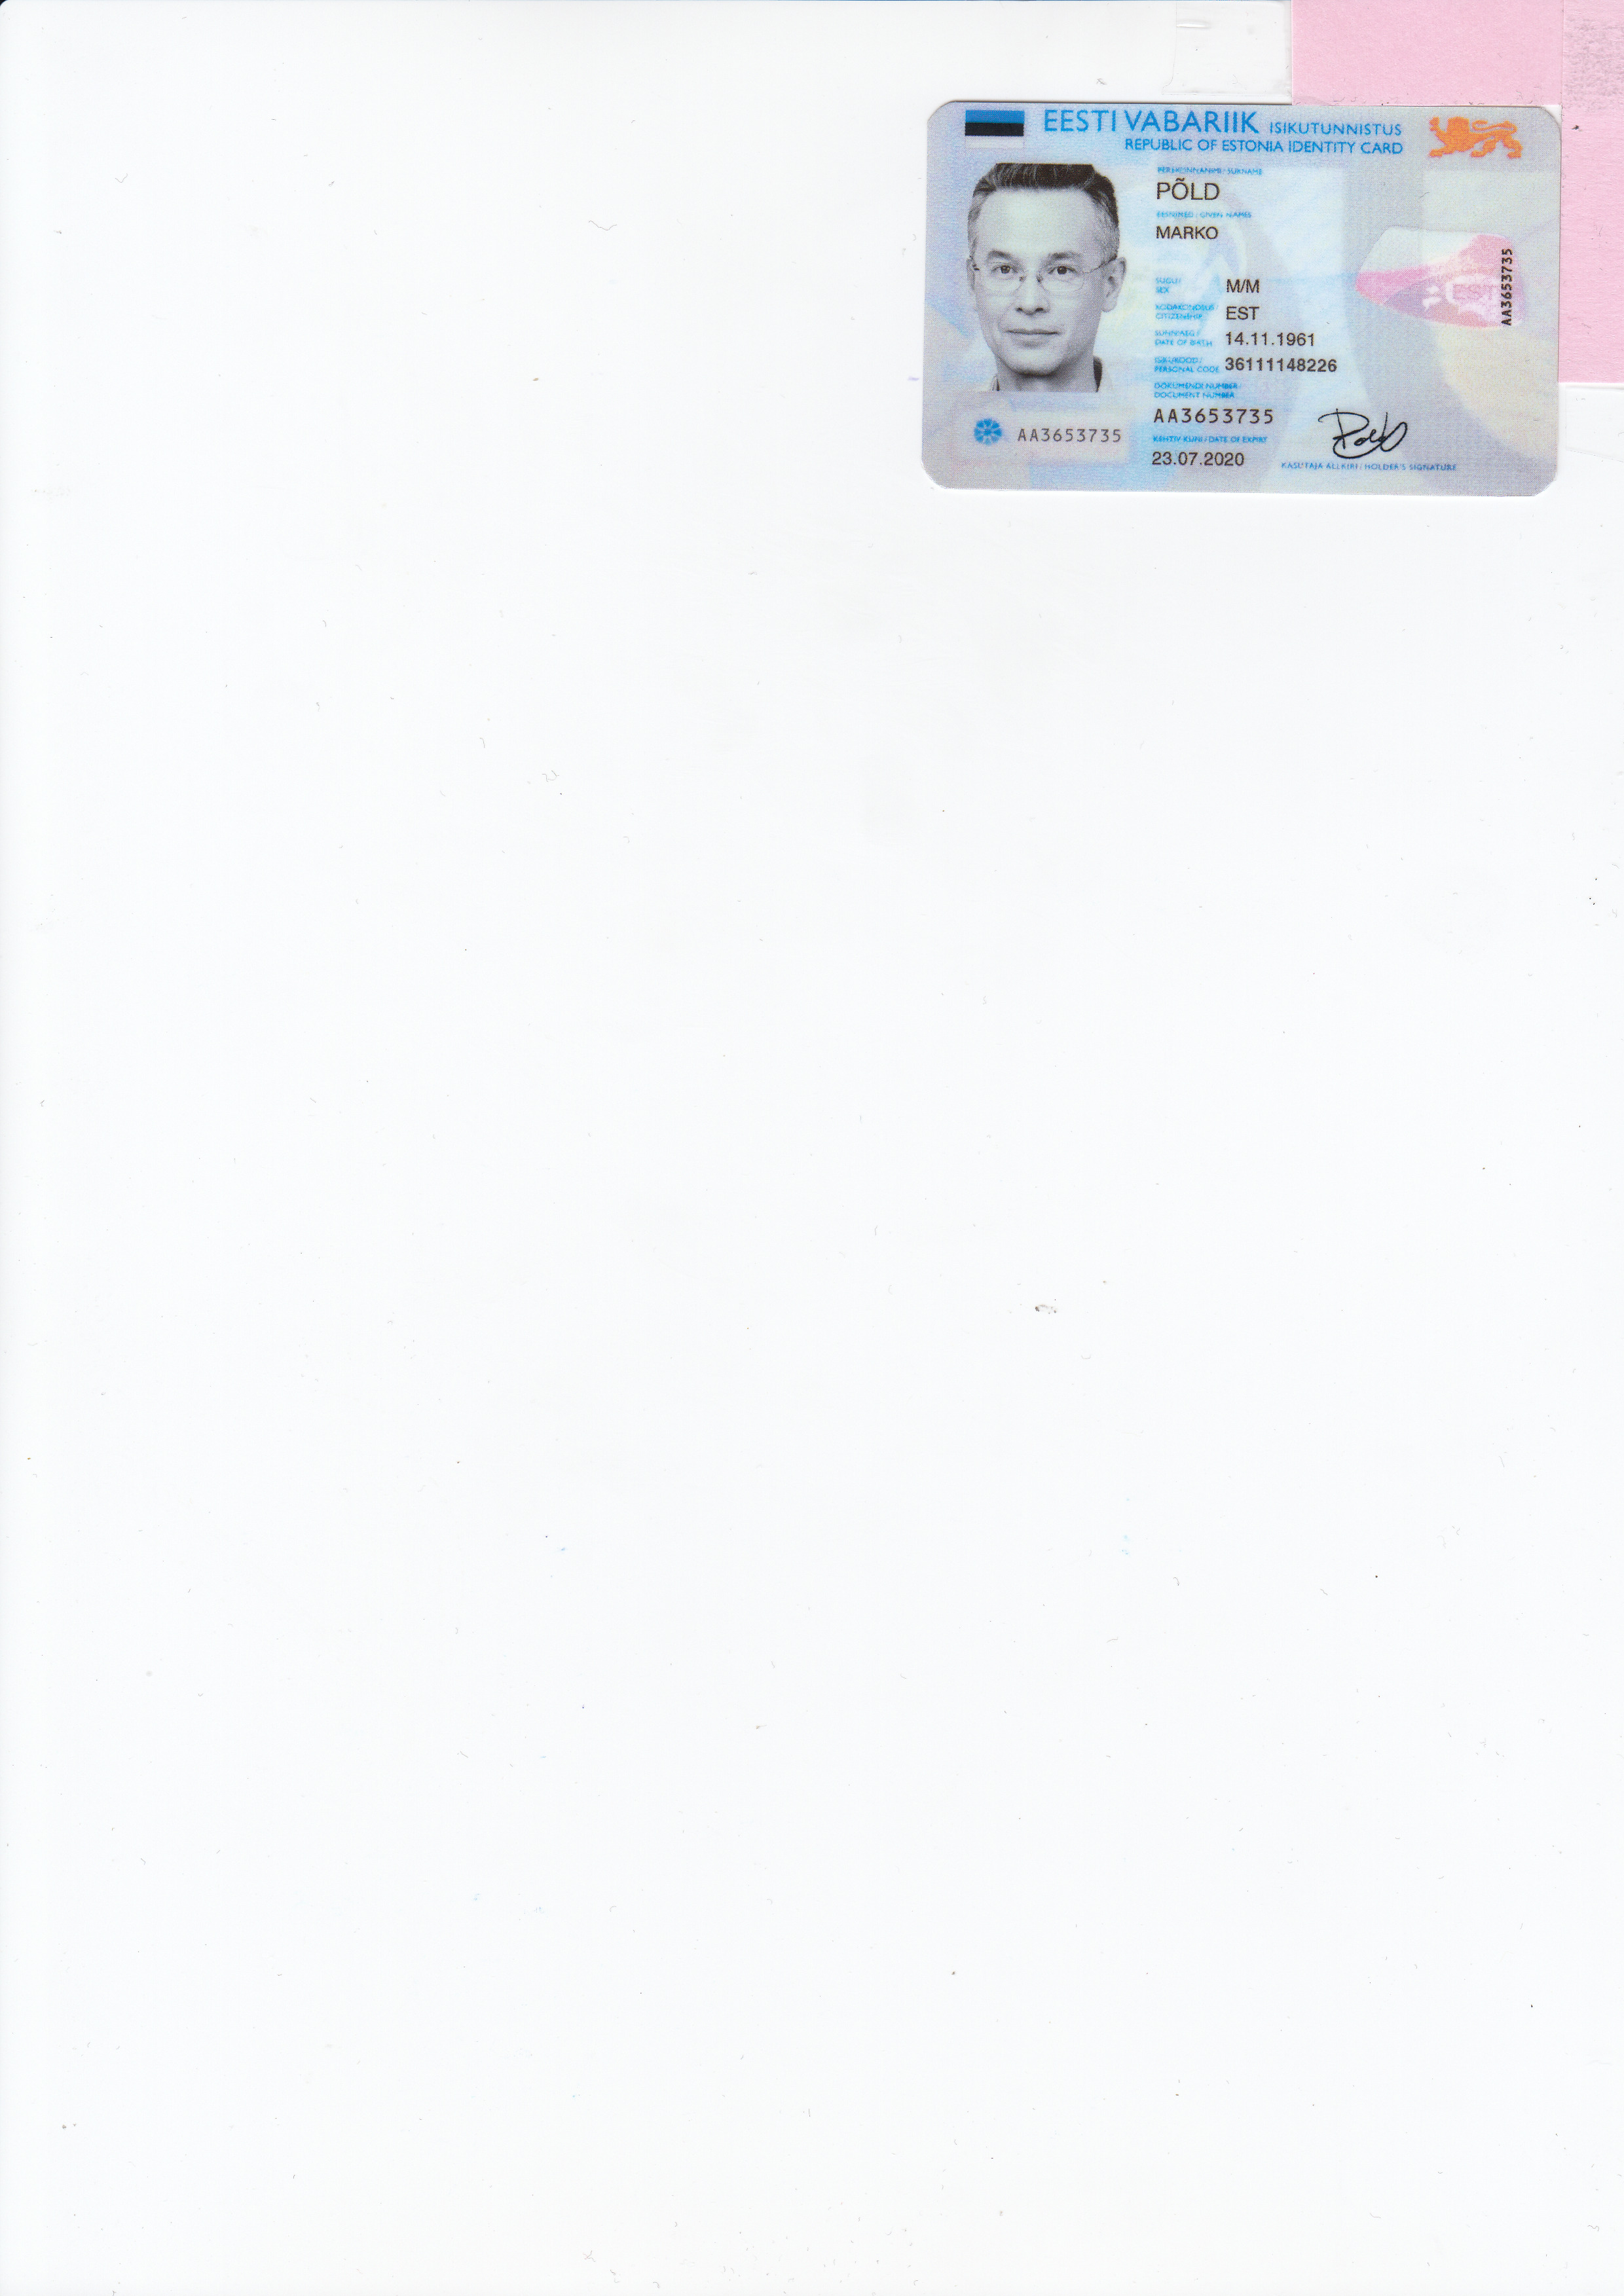 EESTI VABARIIK ISIKUTUNNISTUS
REPUBLIC OF ESTONIA IDENTITY CARD
PEREKONNANIMI / SURNAME
PÕLD
EESNIMED / GIVEN NAMES
MARKO
SUGU / SEX
M/M
KODAKONDSUS / CITIZENSHIP
EST
SÜNNIAEG / DATE OF BIRTH
14.11.1961
ISIKUKOOD / PERSONAL CODE
36111148226
DOKUMENDI NUMBER / DOCUMENT NUMBER
AA3653735
KEHTIV KUNI / DATE OF EXPIRY
23.07.2020
KASUTAJA ALLKIRI / HOLDER'S SIGNATURE
AA3653735
EST
AA3653735